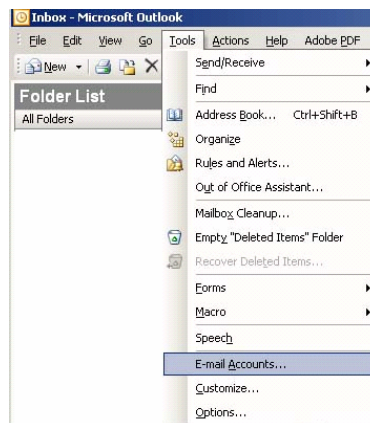 Inbox - Microsoft Outlook
File Edit View Go Tools Actions Help Adobe PDF
New
Folder List
All Folders
Send/Receive
Find
Address Book... Ctrl+Shift+B
Organize
Rules and Alerts...
Out of Office Assistant...
Mailbox Cleanup...
Empty "Deleted Items" Folder
Recover Deleted Items...
Forms
Macro
Speech
E-mail Accounts...
Customize...
Options...